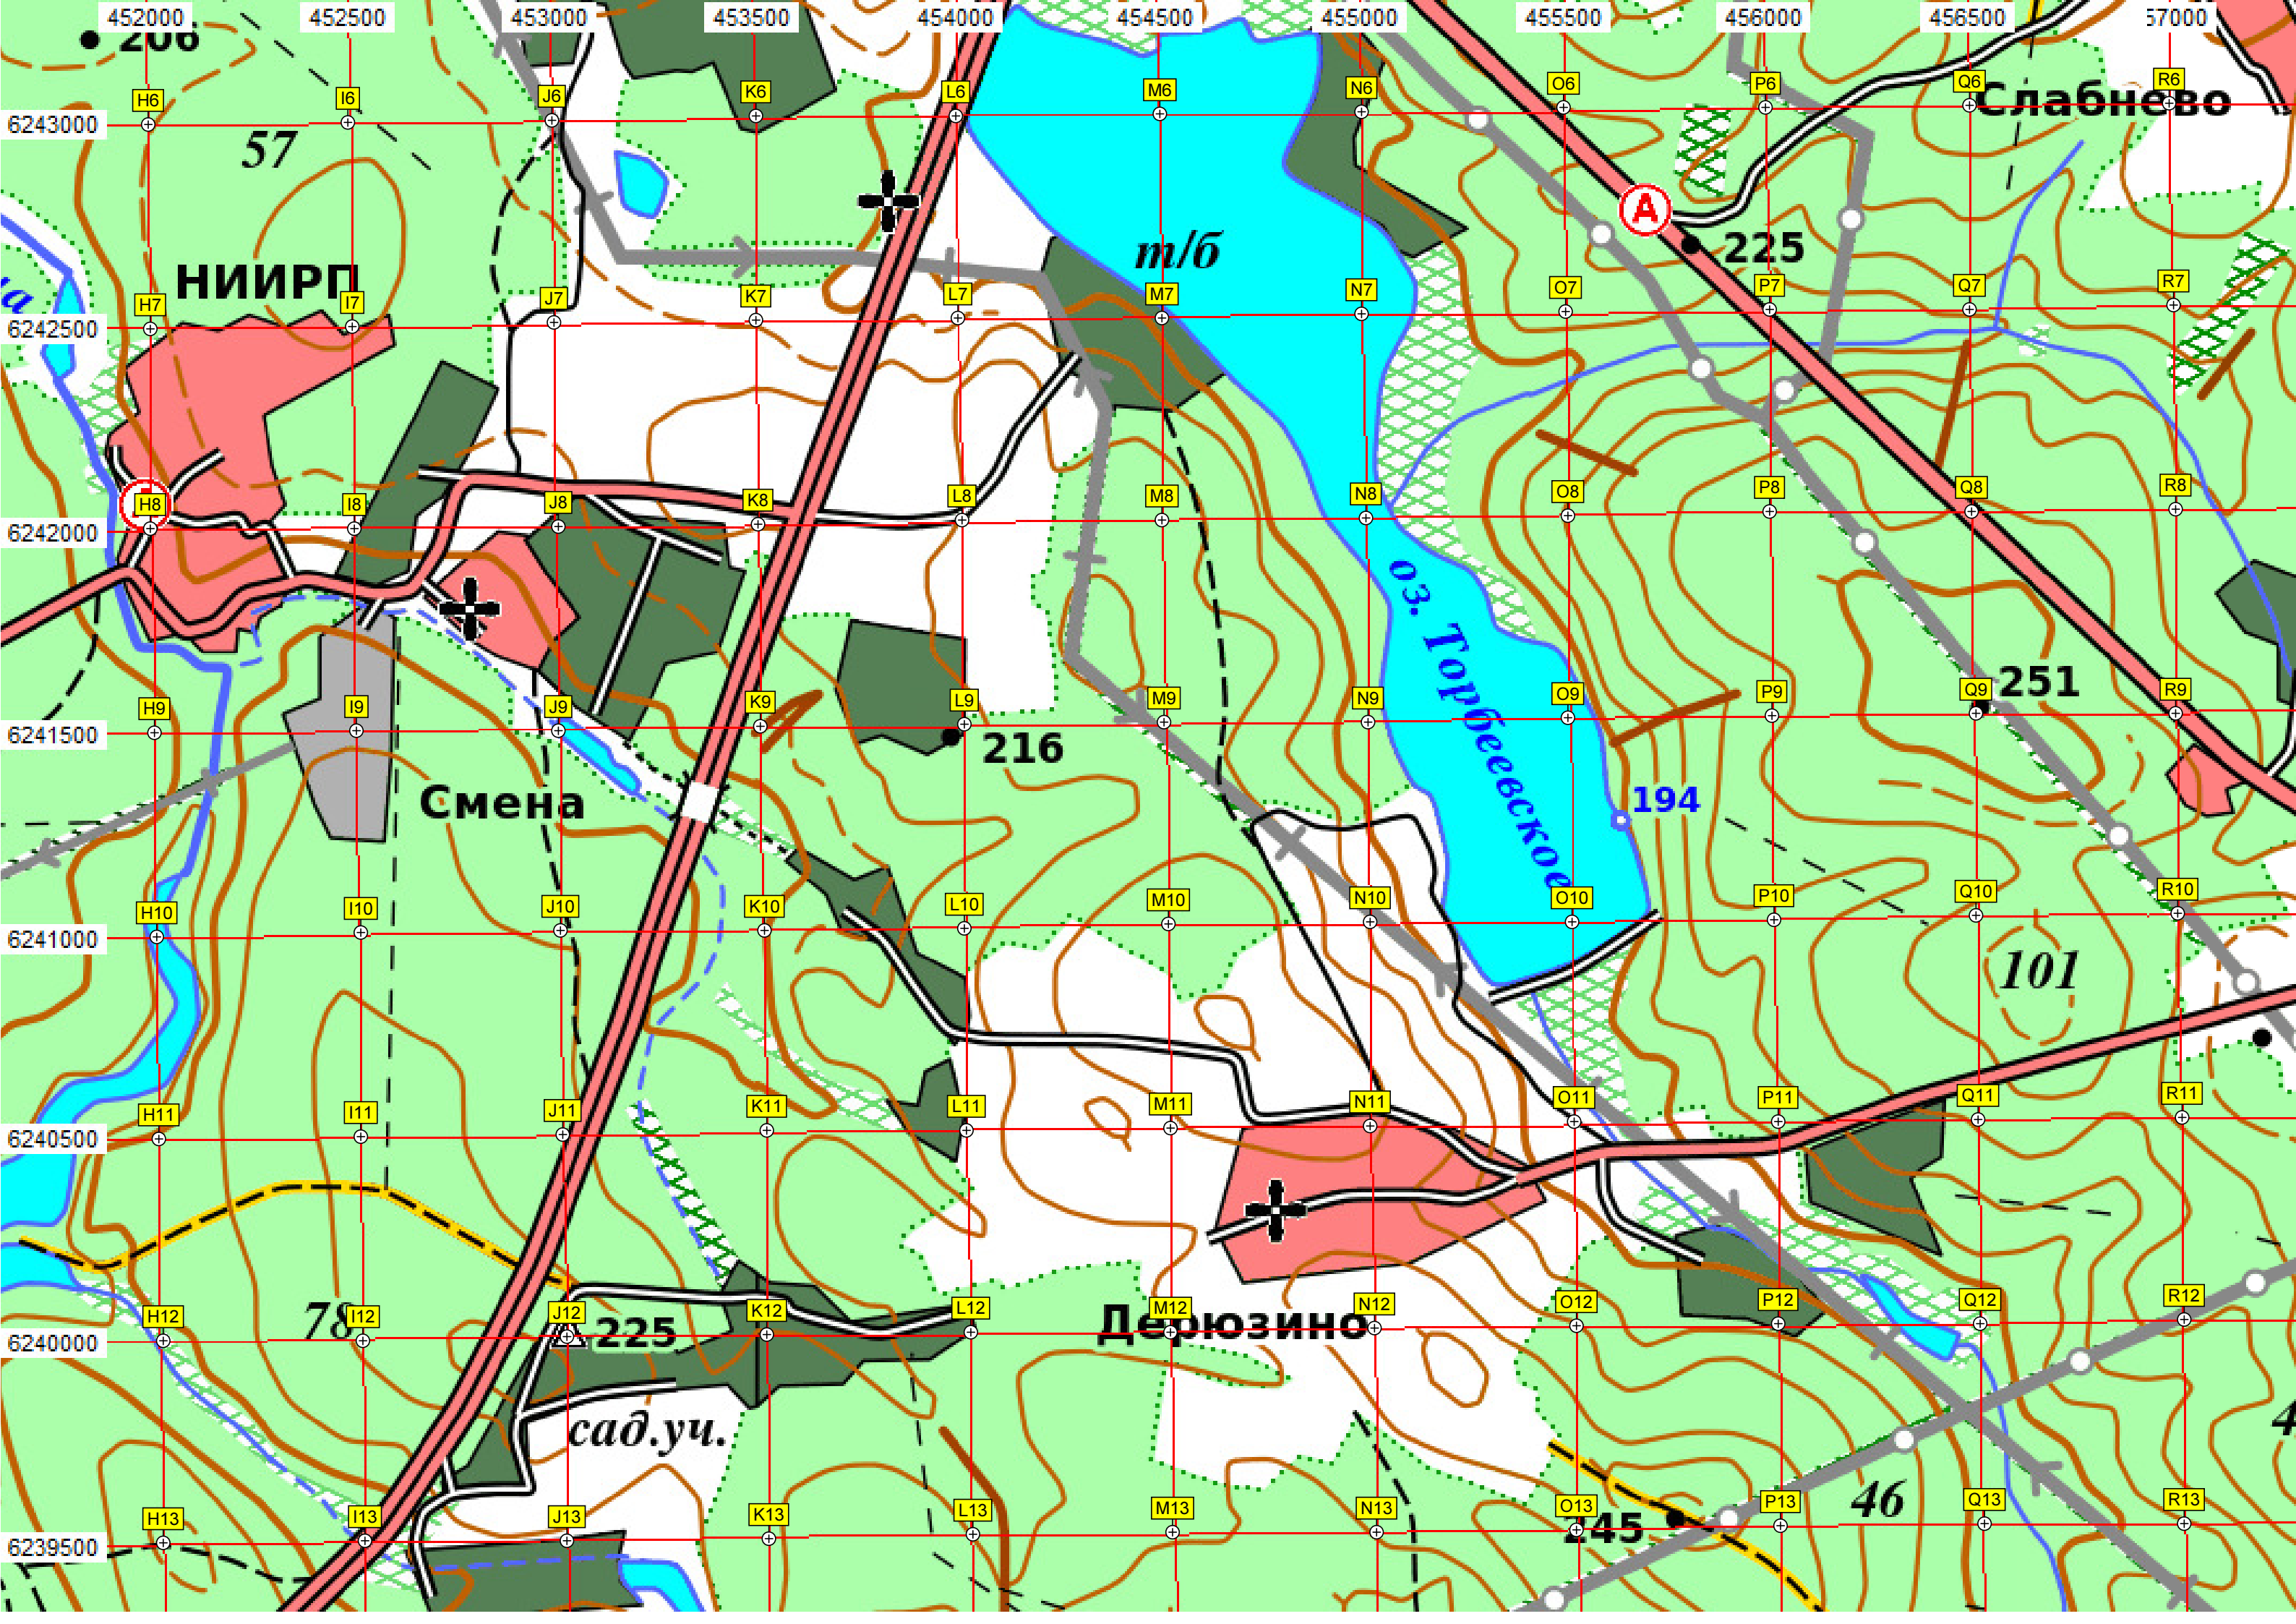 452000 452500 453000 453500 454000 454500 455000 455500 456000 456500 57000
206
H6 I6 J6 K6 L6 M6 N6 O6 P6 Q6 R6
Слабнево
6243000
57
А
т/б
225
НИИРП
H7 I7 J7 K7 L7 M7 N7 O7 P7 Q7 R7
6242500
H8 I8 J8 K8 L8 M8 N8 O8 P8 Q8 R8
6242000
оз. Торбеевское
251
H9 I9 J9 K9 L9 M9 N9 O9 P9 Q9 R9
6241500
216
Смена
194
H10 I10 J10 K10 L10 M10 N10 O10 P10 Q10 R10
6241000
101
H11 I11 J11 K11 L11 M11 N11 O11 P11 Q11 R11
6240500
H12 I12 J12 K12 L12 M12 N12 O12 P12 Q12 R12
78
225
Дерюзино
6240000
сад.уч.
46
H13 I13 J13 K13 L13 M13 N13 O13 P13 Q13 R13
245
6239500